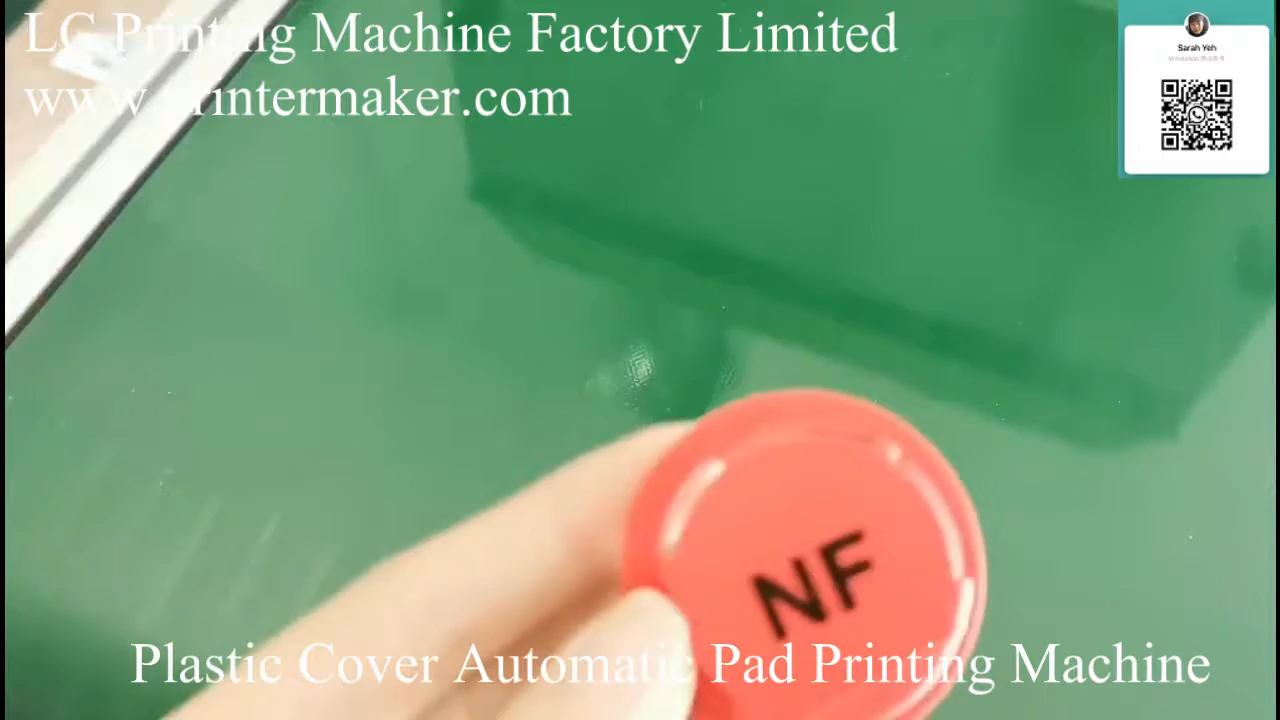 LC Printing Machine Factory Limited
www.printermaker.com
Sarah Yeh
NF
Plastic Cover Automatic Pad Printing Machine